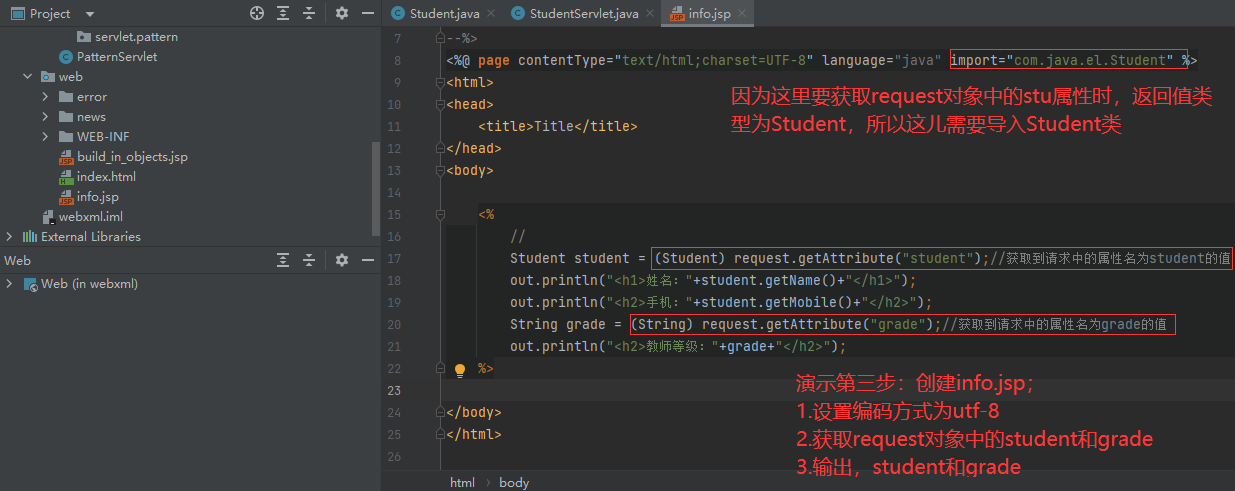 Project
Student.java
StudentServlet.java
info.jsp
servlet.pattern
PatternServlet
web
error
news
WEB-INF
build_in_objects.jsp
index.html
info.jsp
webxml.iml
External Libraries
Web
Web (in webxml)
7 --%>
8 <%@ page contentType="text/html;charset=UTF-8" language="java" import="com.java.el.Student" %>
9 <html>
10 <head>
11 <title>Title</title>
12 </head>
13 <body>
14
15 <%
16 //
17 Student student = (Student) request.getAttribute("student");//获取到请求中的属性名为student的值
18 out.println("<h1>姓名："+student.getName()+"</h1>");
19 out.println("<h2>手机："+student.getMobile()+"</h2>");
20 String grade = (String) request.getAttribute("grade");//获取到请求中的属性名为grade的值
21 out.println("<h2>教师等级："+grade+"</h2>");
22 %>
23
24 </body>
25 </html>
26
因为这里要获取request对象中的stu属性时，返回值类
型为Student，所以这儿需要导入Student类
演示第三步：创建info.jsp；
1.设置编码方式为utf-8
2.获取request对象中的student和grade
3.输出，student和grade
html › body